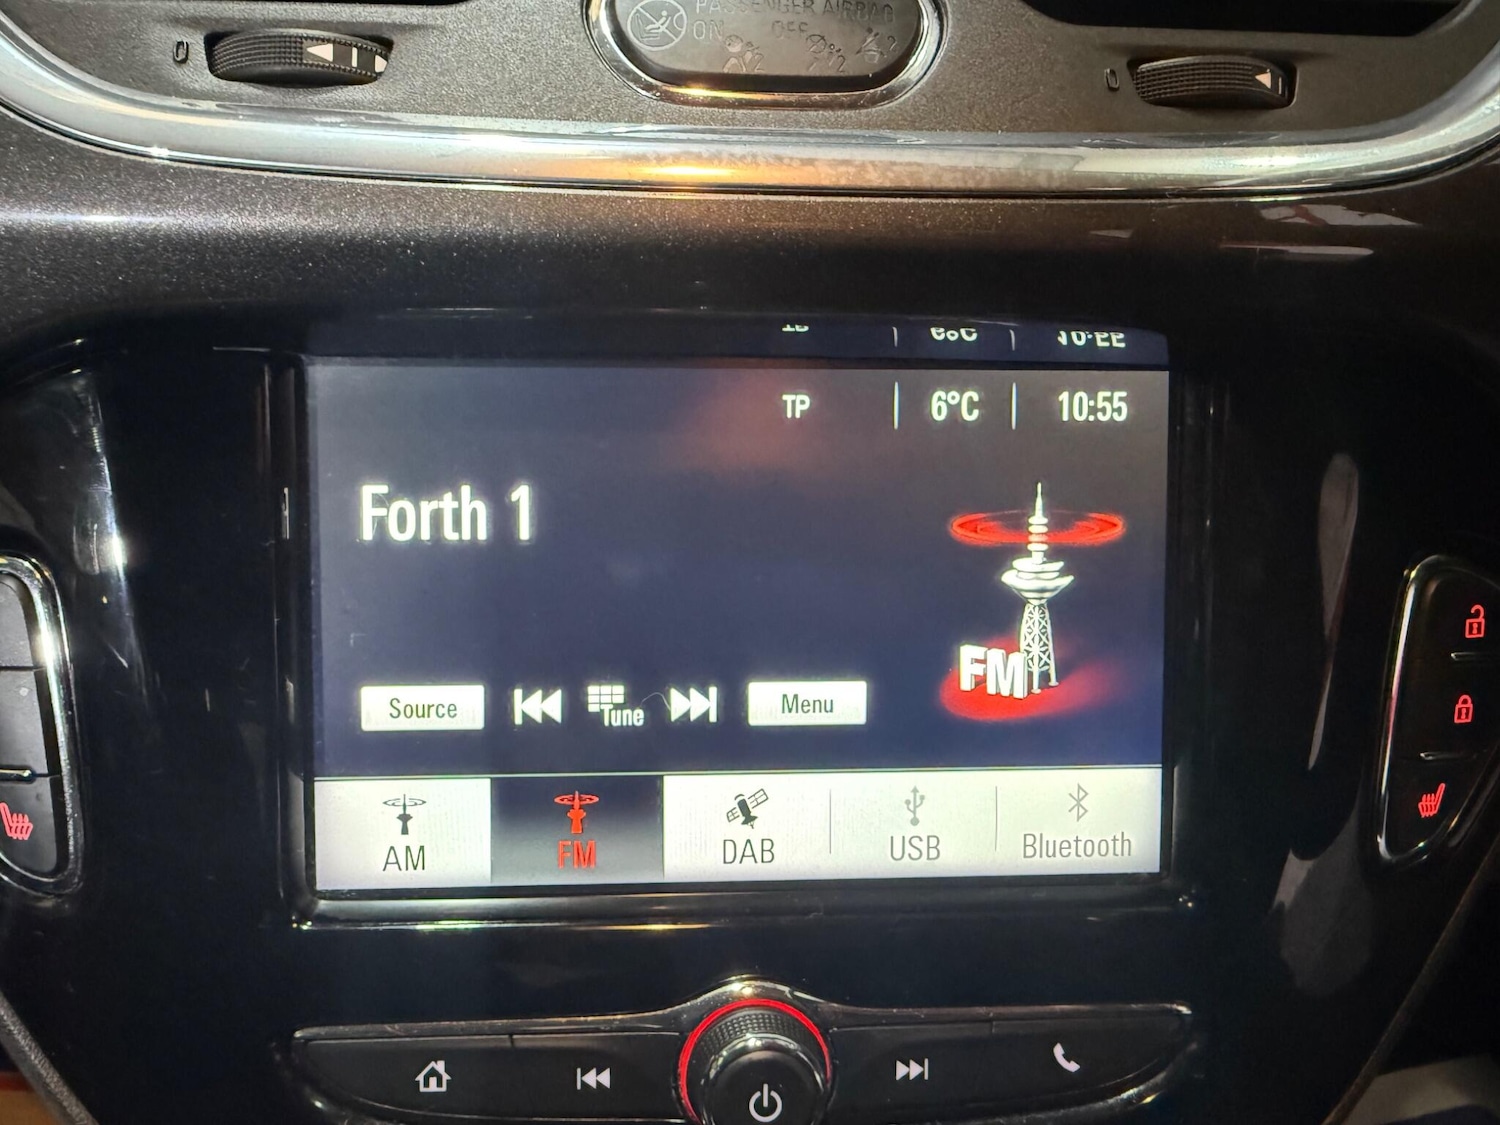 PASSENGER AIRBAG
ON OFF
TP 6°C 10:55
Forth 1
FM
Source Tune Menu
AM FM DAB USB Bluetooth